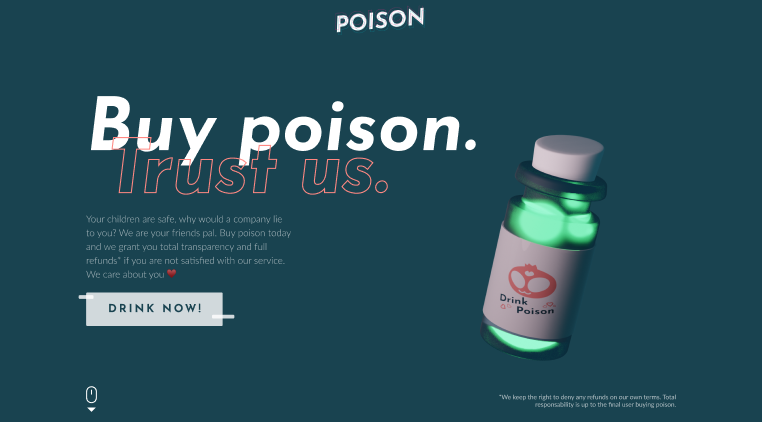 POISON
Buy poison.
Trust us.
Your children are safe, why would a company lie
to you? We are your friends pal. Buy poison today
and we grant you total transparency and full
refunds* if you are not satisfied with our service.
We care about you ❤
DRINK NOW!
Drink
Poison
*We keep the right to deny any refunds on our own terms. Total
responsability is up to the final user buying poison.